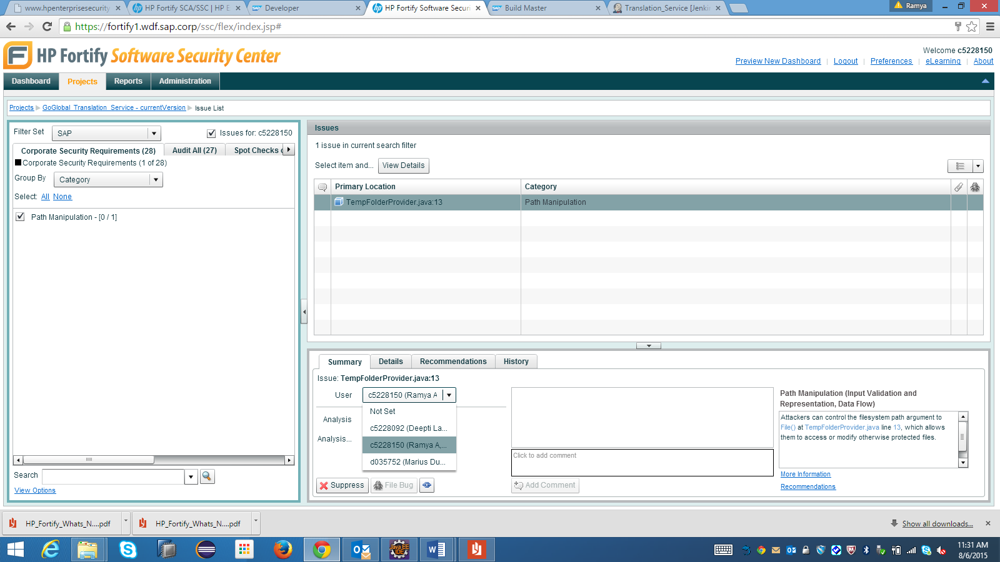 www.hpenterprisesecurity
HP Fortify SCA/SSC | HP E
Developer
HP Fortify Software Securi
Build Master
Translation_Service [Jenki
Ramya
https://fortify1.wdf.sap.corp/ssc/flex/index.jsp#
HP Fortify Software Security Center
Welcome c5228150
Preview New Dashboard | Logout | Preferences | eLearning | About
Dashboard
Projects
Reports
Administration
Projects
GoGlobal_Translation_Service - currentVersion
Issue List
Filter Set
SAP
Issues for: c5228150
Corporate Security Requirements (28)
Audit All (27)
Spot Checks
Corporate Security Requirements (1 of 28)
Group By
Category
Select: All None
Path Manipulation - [0 / 1]
Search
View Options
Issues
1 issue in current search filter
Select item and...
View Details
Primary Location
Category
TempFolderProvider.java:13
Path Manipulation
Summary
Details
Recommendations
History
Issue: TempFolderProvider.java:13
User
c5228150 (Ramya A
Not Set
c5228092 (Deepti La...
c5228150 (Ramya A,...
d035752 (Marius Du...
Analysis
Analysis...
Suppress
File Bug
Click to add comment
Add Comment
Path Manipulation (Input Validation and
Representation, Data Flow)
Attackers can control the filesystem path argument to
File() at TempFolderProvider.java line 13, which allows
them to access or modify otherwise protected files.
More Information
Recommendations
HP_Fortify_Whats_N....pdf
HP_Fortify_Whats_N....pdf
Show all downloads...
Java EE
IDE
11:31 AM
8/6/2015